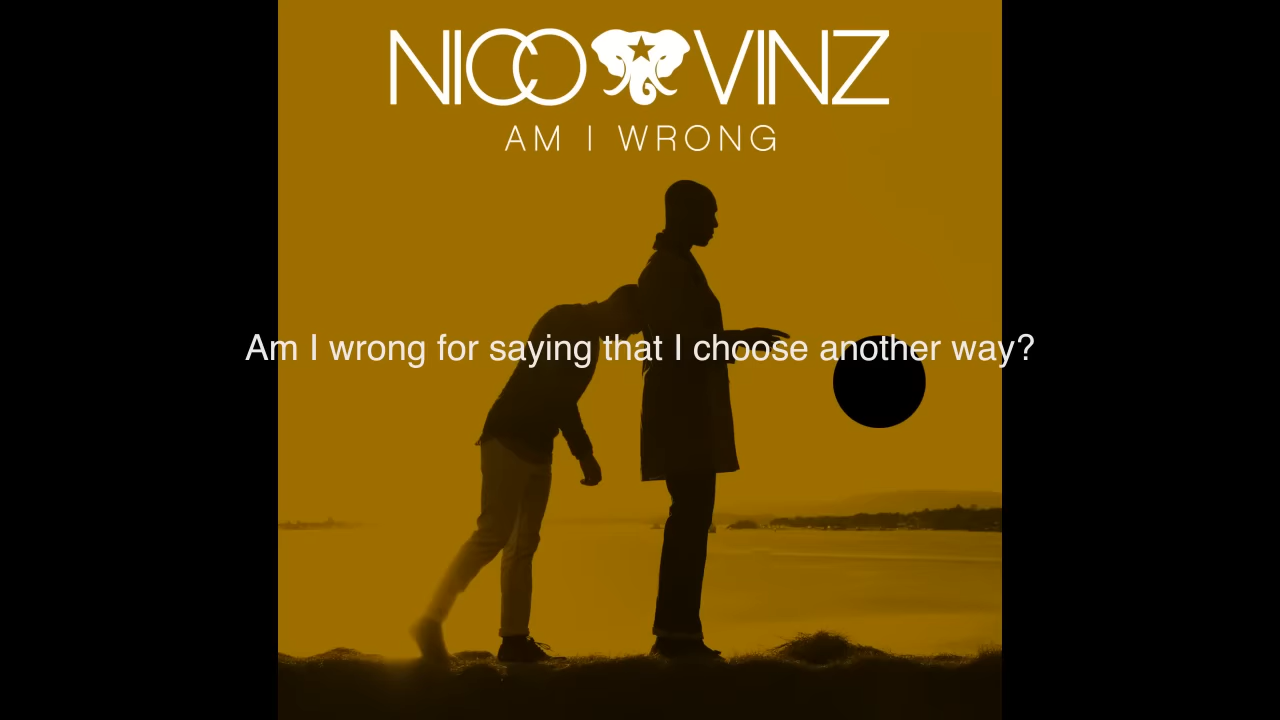 NICO VINZ
AM I WRONG
Am I wrong for saying that I choose another way?